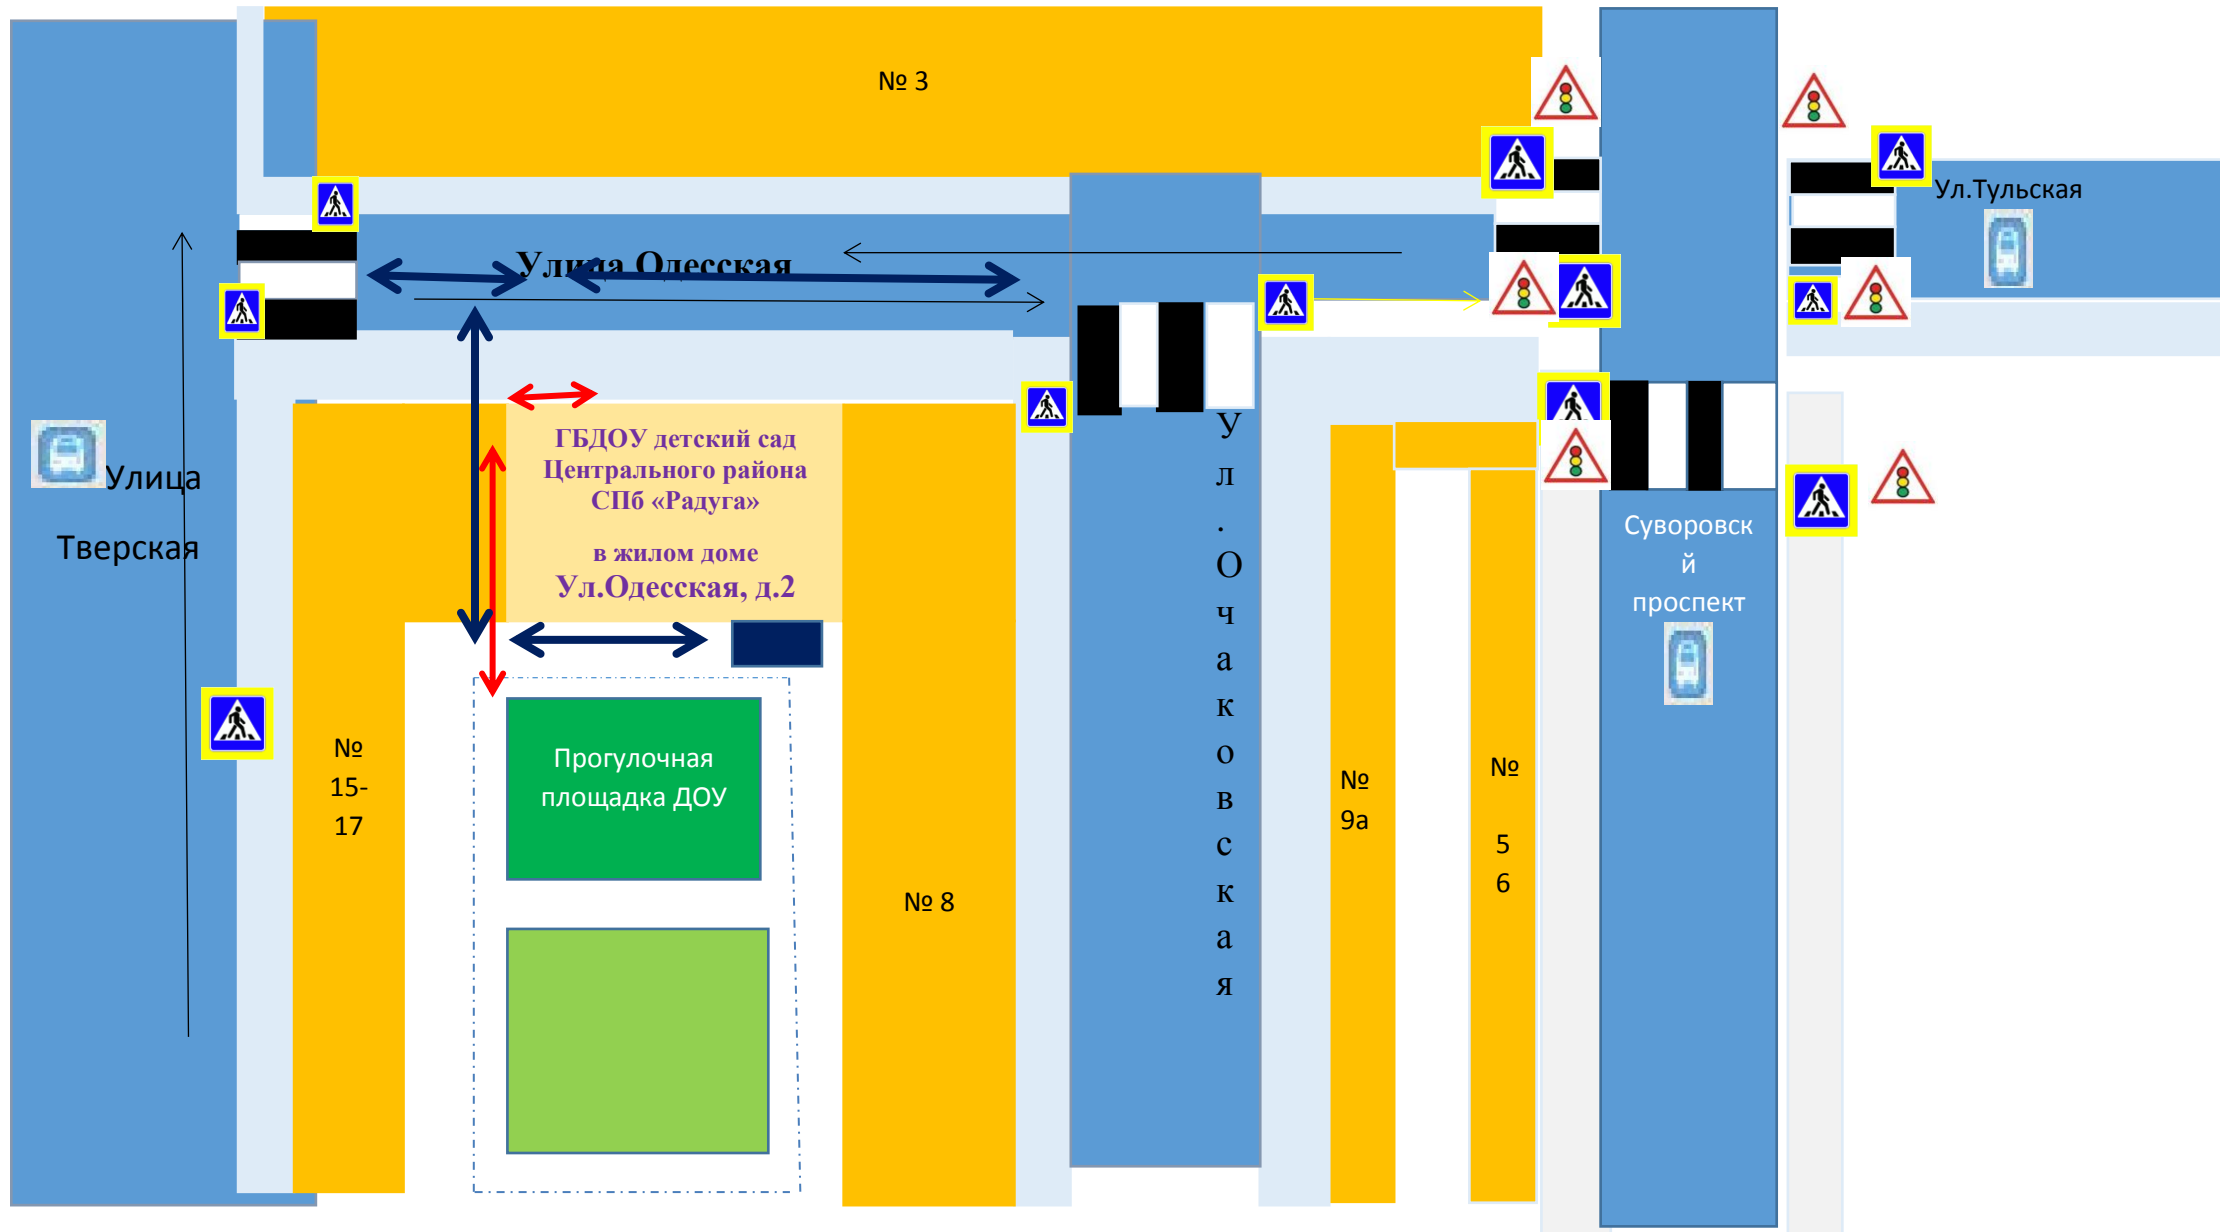 № 3
Ул.Тульская
Улица Одесская
Улица
Тверская
ГБДОУ детский сад
Центрального района
СПб «Радуга»
в жилом доме
Ул.Одесская, д.2
У
л
.
О
ч
а
к
о
в
с
к
а
я
Суворовск
й
проспект
№
15-
17
Прогулочная
площадка ДОУ
№ 8
№
9а
№
5
6